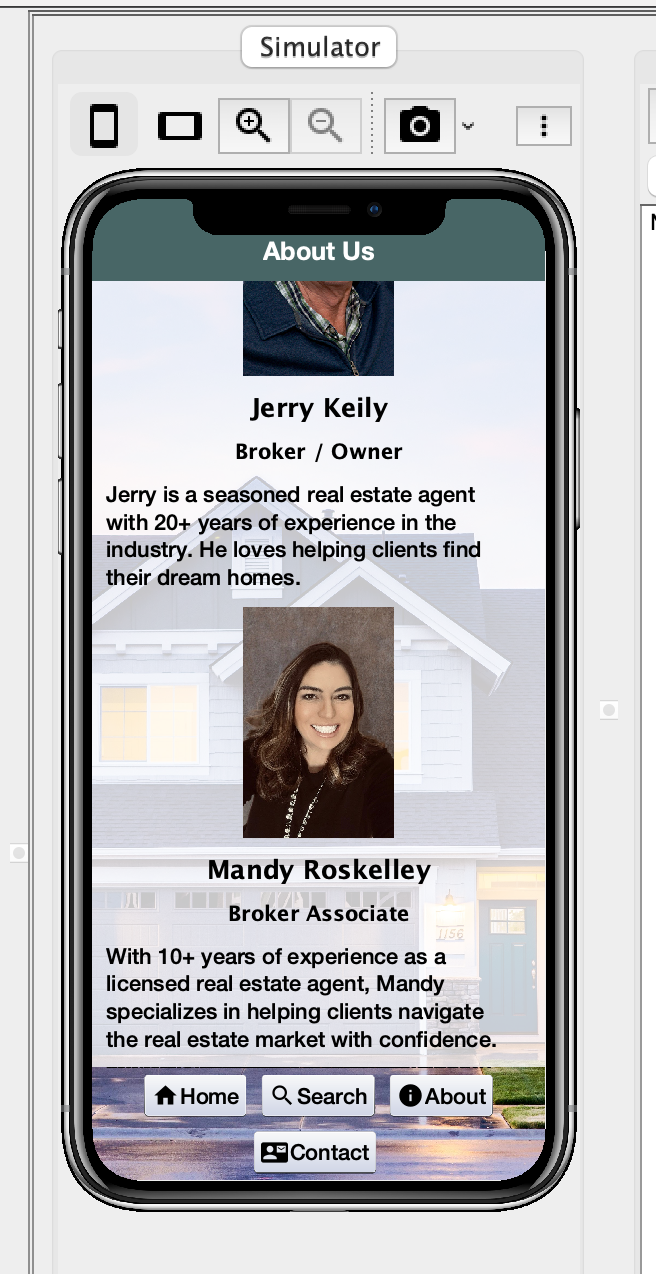 Simulator
About Us
Jerry Keily
Broker / Owner
Jerry is a seasoned real estate agent
with 20+ years of experience in the
industry. He loves helping clients find
their dream homes.
Mandy Roskelley
Broker Associate
1156
With 10+ years of experience as a
licensed real estate agent, Mandy
specializes in helping clients navigate
the real estate market with confidence.
Home Search About
Contact